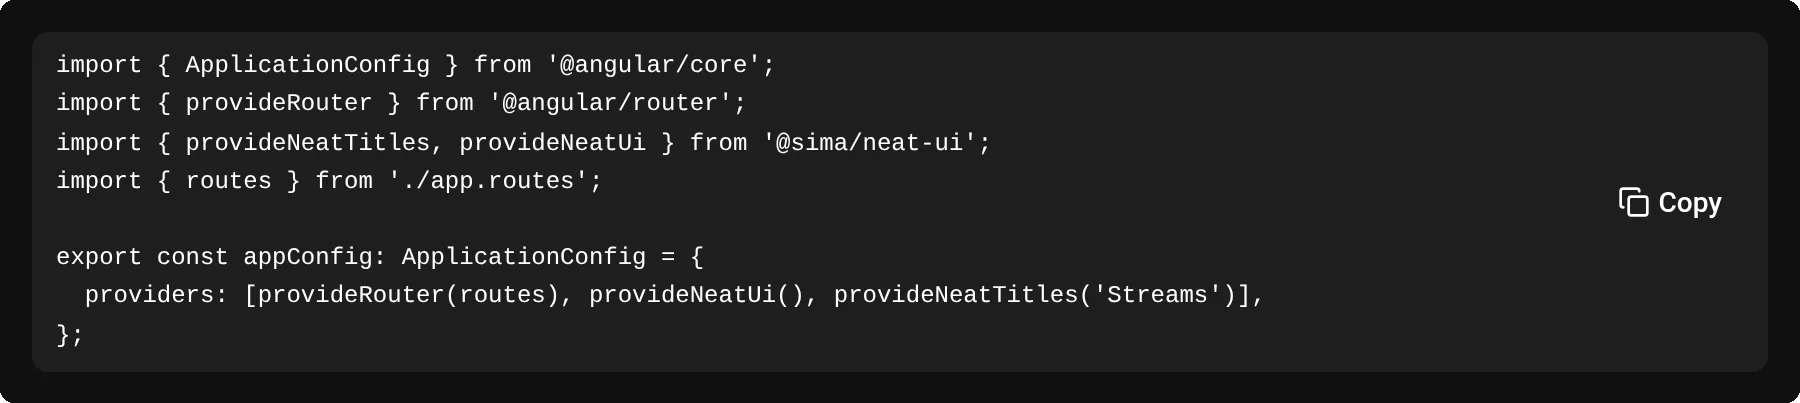 import { ApplicationConfig } from '@angular/core';
import { provideRouter } from '@angular/router';
import { provideNeatTitles, provideNeatUi } from '@sima/neat-ui';
import { routes } from './app.routes';
Copy
export const appConfig: ApplicationConfig = {
  providers: [provideRouter(routes), provideNeatUi(), provideNeatTitles('Streams')],
};